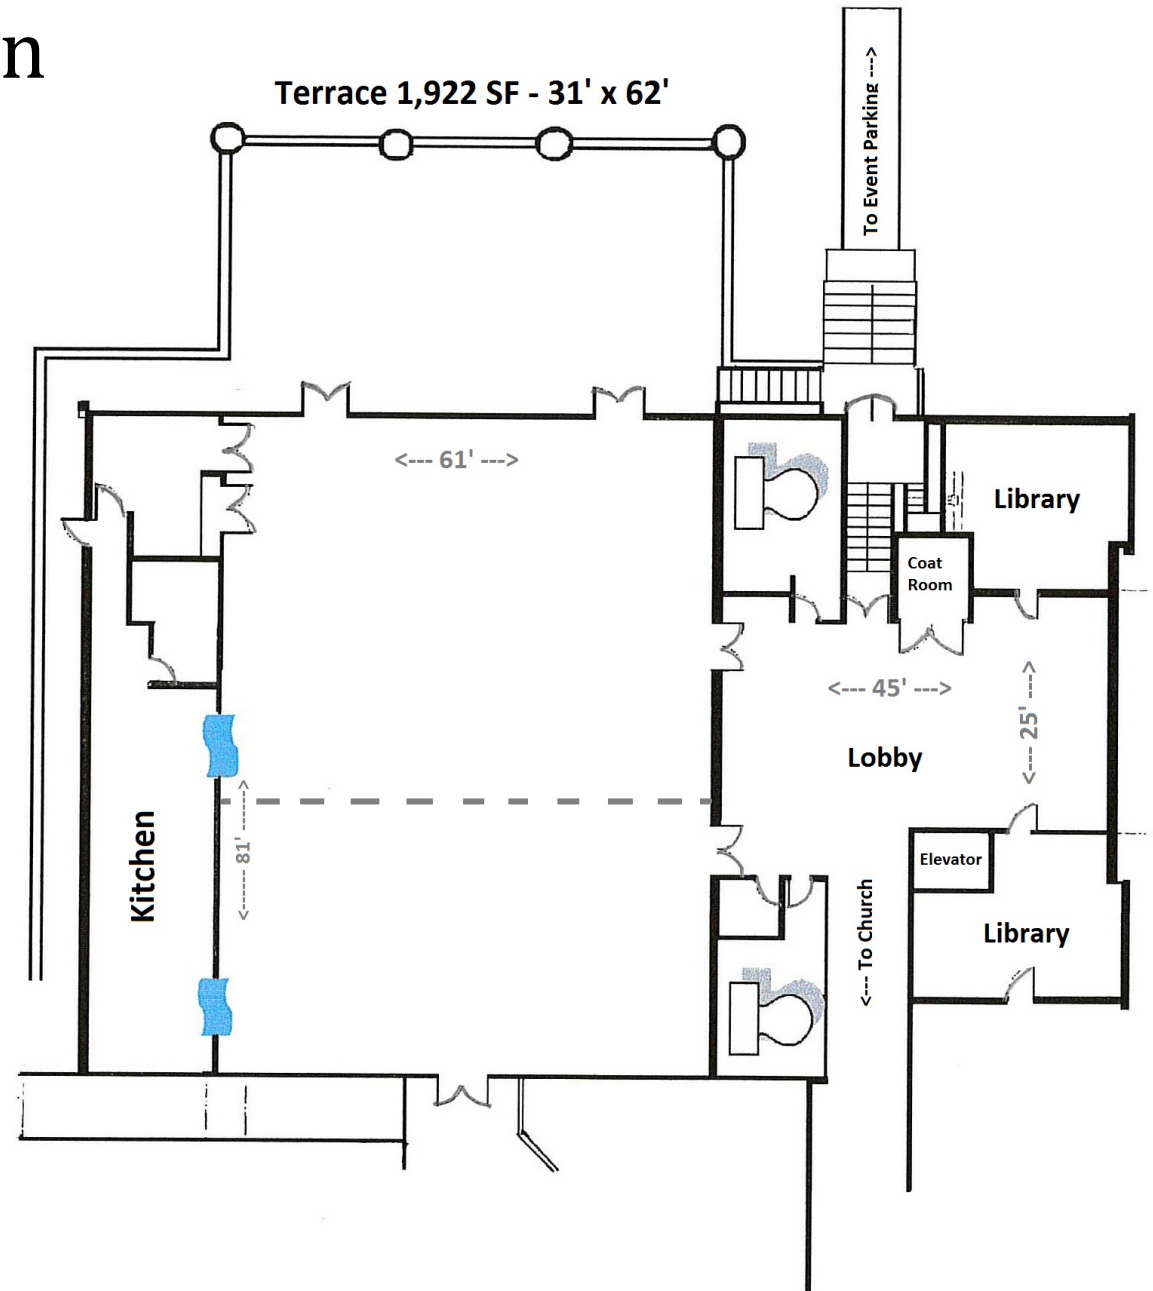 n
Terrace 1,922 SF - 31' x 62'
To Event Parking --->
<--- 61' --->
Library
Coat
Room
<--- 45' --->
<--- 25' --->
Lobby
<----- 81' ----->
Kitchen
Elevator
<--- To Church
Library